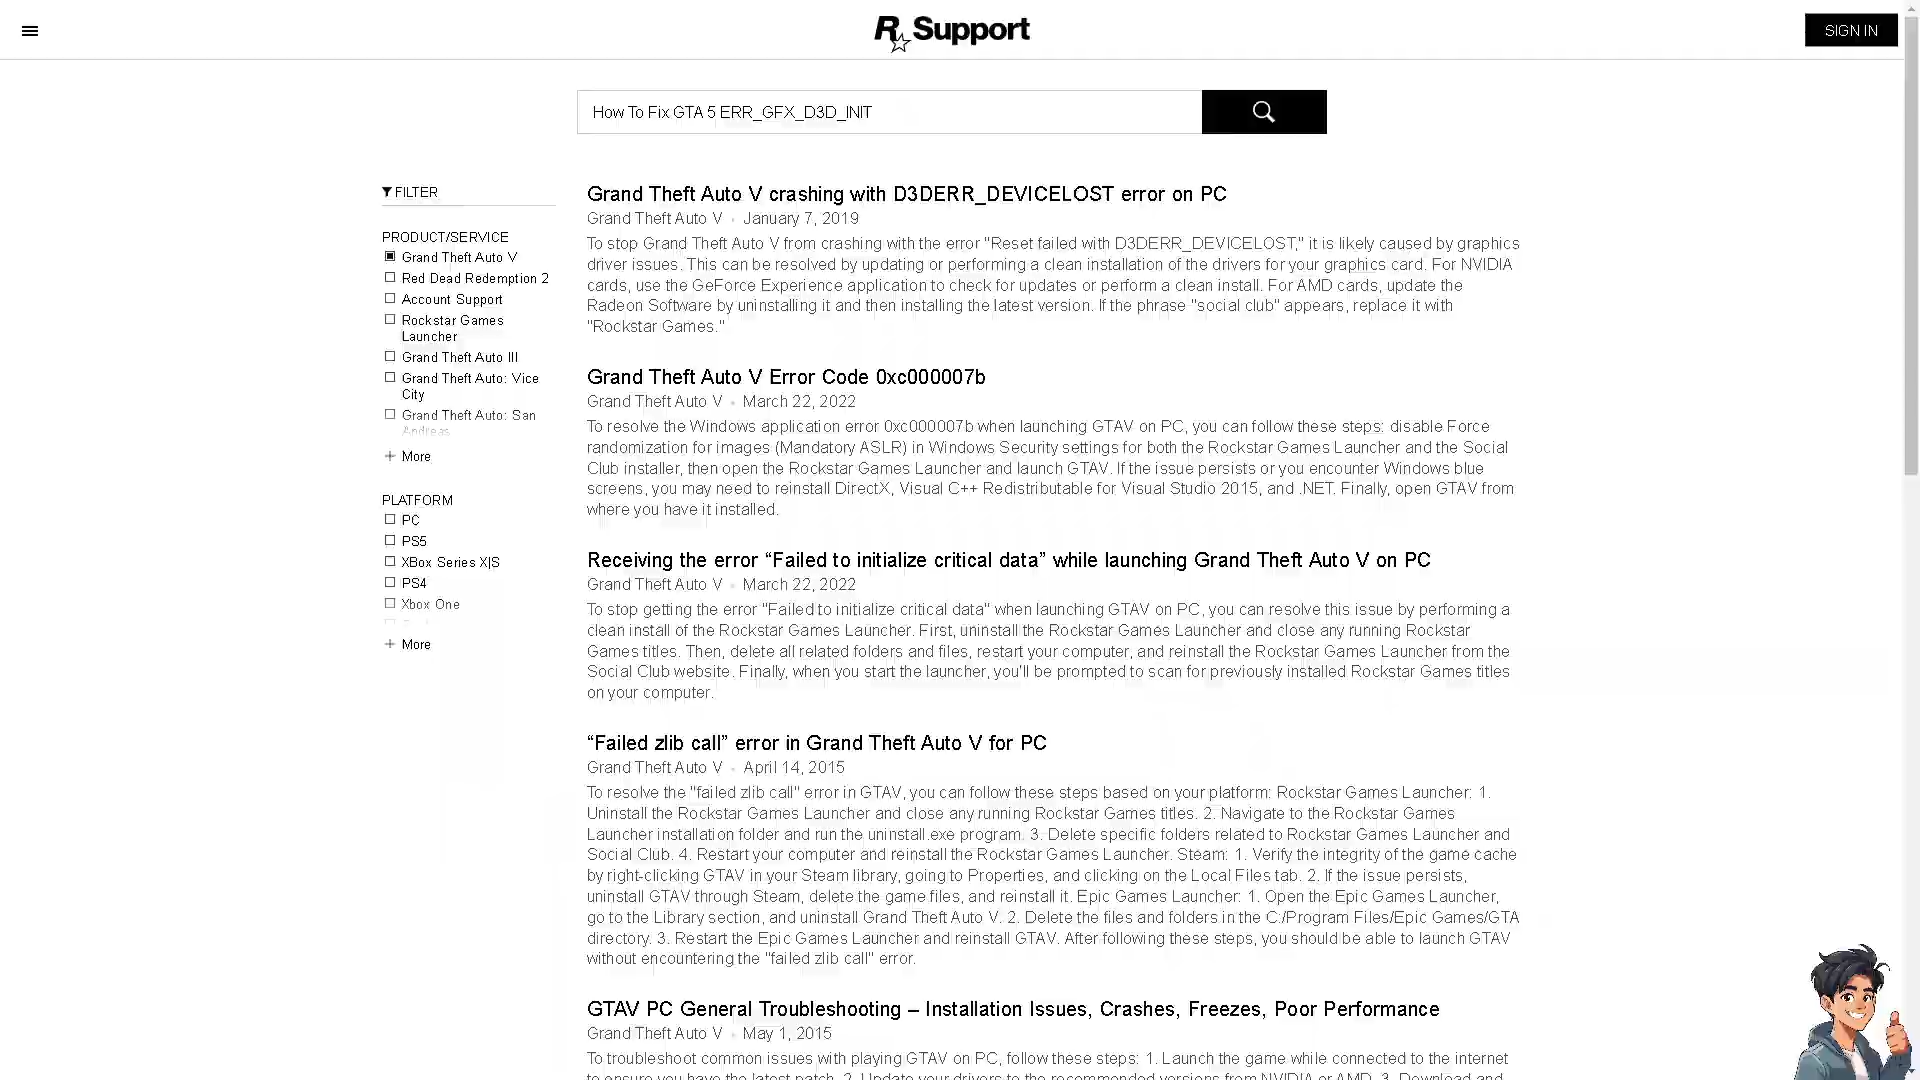 R Support
SIGN IN
How To Fix GTA 5 ERR_GFX_D3D_INIT
FILTER
PRODUCT/SERVICE
Grand Theft Auto V
Red Dead Redemption 2
Account Support
Rockstar Games
Launcher
Grand Theft Auto III
Grand Theft Auto: Vice
City
Grand Theft Auto: San
Andreas
+ More
PLATFORM
PC
PS5
XBox Series X|S
PS4
Xbox One
+ More
Grand Theft Auto V crashing with D3DERR_DEVICELOST error on PC
Grand Theft Auto V • January 7, 2019
To stop Grand Theft Auto V from crashing with the error "Reset failed with D3DERR_DEVICELOST," it is likely caused by graphics
driver issues. This can be resolved by updating or performing a clean installation of the drivers for your graphics card. For NVIDIA
cards, use the GeForce Experience application to check for updates or perform a clean install. For AMD cards, update the
Radeon Software by uninstalling it and then installing the latest version. If the phrase "social club" appears, replace it with
"Rockstar Games."
Grand Theft Auto V Error Code 0xc000007b
Grand Theft Auto V • March 22, 2022
To resolve the Windows application error 0xc000007b when launching GTAV on PC, you can follow these steps: disable Force
randomization for images (Mandatory ASLR) in Windows Security settings for both the Rockstar Games Launcher and the Social
Club installer, then open the Rockstar Games Launcher and launch GTAV. If the issue persists or you encounter Windows blue
screens, you may need to reinstall DirectX, Visual C++ Redistributable for Visual Studio 2015, and .NET. Finally, open GTAV from
where you have it installed.
Receiving the error “Failed to initialize critical data” while launching Grand Theft Auto V on PC
Grand Theft Auto V • March 22, 2022
To stop getting the error "Failed to initialize critical data" when launching GTAV on PC, you can resolve this issue by performing a
clean install of the Rockstar Games Launcher. First, uninstall the Rockstar Games Launcher and close any running Rockstar
Games titles. Then, delete all related folders and files, restart your computer, and reinstall the Rockstar Games Launcher from the
Social Club website. Finally, when you start the launcher, you'll be prompted to scan for previously installed Rockstar Games titles
on your computer.
“Failed zlib call” error in Grand Theft Auto V for PC
Grand Theft Auto V • April 14, 2015
To resolve the "failed zlib call" error in GTAV, you can follow these steps based on your platform: Rockstar Games Launcher: 1.
Uninstall the Rockstar Games Launcher and close any running Rockstar Games titles. 2. Navigate to the Rockstar Games
Launcher installation folder and run the uninstall.exe program. 3. Delete specific folders related to Rockstar Games Launcher and
Social Club. 4. Restart your computer and reinstall the Rockstar Games Launcher. Steam: 1. Verify the integrity of the game cache
by right-clicking GTAV in your Steam library, going to Properties, and clicking on the Local Files tab. 2. If the issue persists,
uninstall GTAV through Steam, delete the game files, and reinstall it. Epic Games Launcher: 1. Open the Epic Games Launcher,
go to the Library section, and uninstall Grand Theft Auto V. 2. Delete the files and folders in the C:/Program Files/Epic Games/GTA
directory. 3. Restart the Epic Games Launcher and reinstall GTAV. After following these steps, you should be able to launch GTAV
without encountering the "failed zlib call" error.
GTAV PC General Troubleshooting – Installation Issues, Crashes, Freezes, Poor Performance
Grand Theft Auto V • May 1, 2015
To troubleshoot common issues with playing GTAV on PC, follow these steps: 1. Launch the game while connected to the internet
to ensure you have the latest patch. 2. Update your drivers to the recommended versions from NVIDIA or AMD. 3. Download and